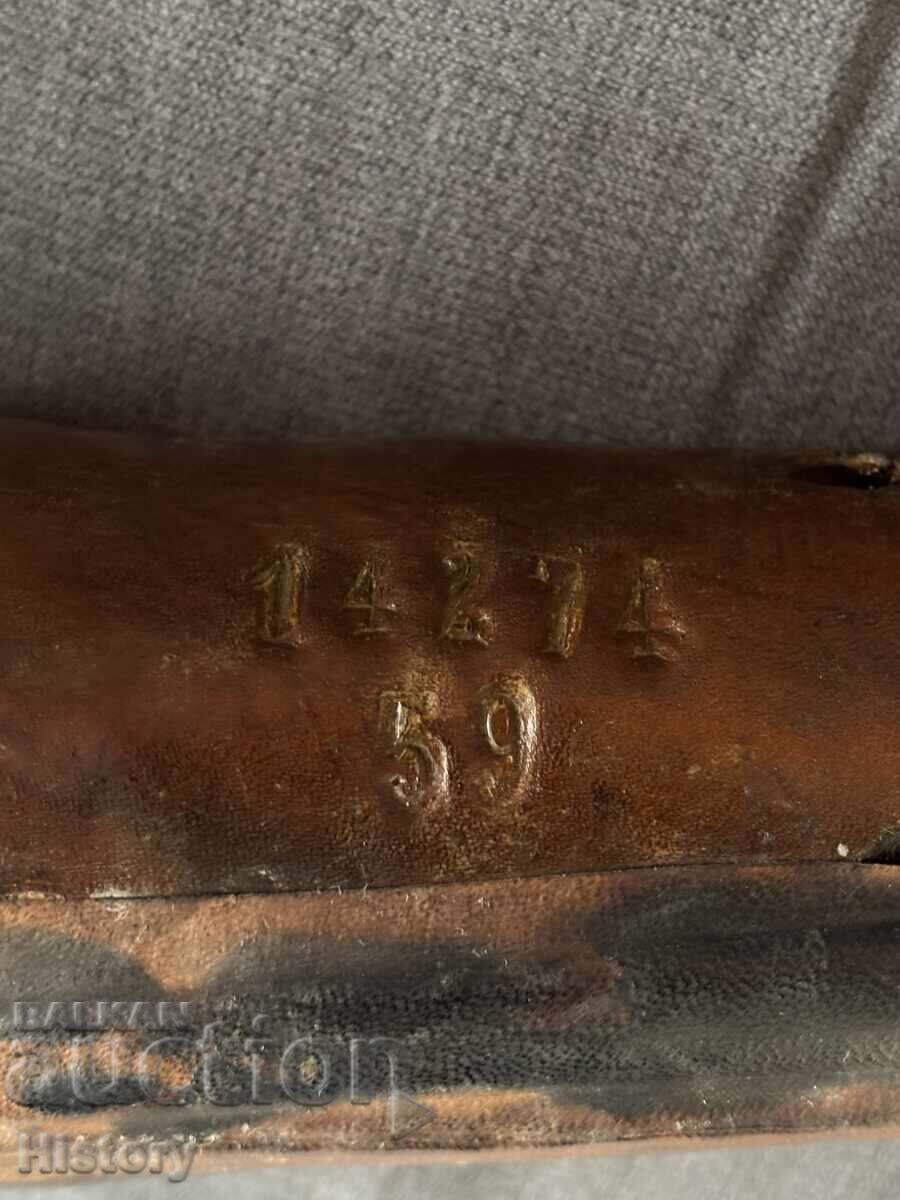 14274
59
BALKAN
auction
History